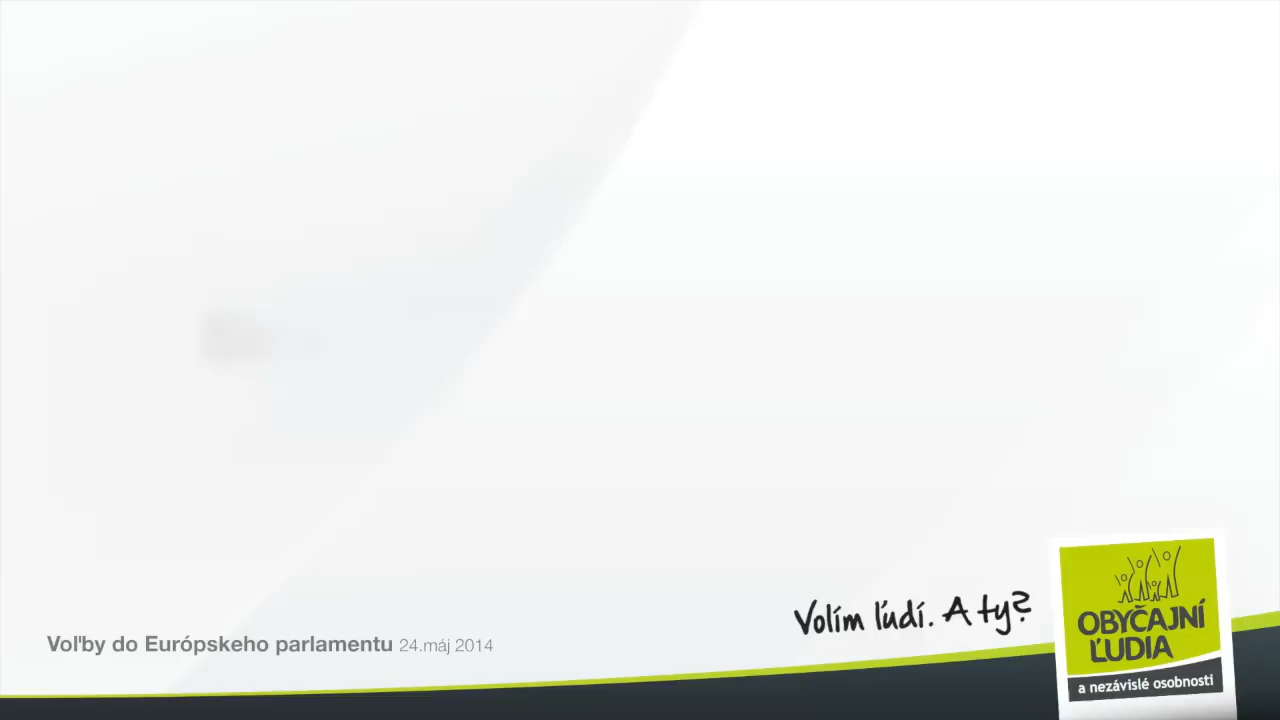 Voľby do Európskeho parlamentu 24.máj 2014
Volím ľudí. A ty?
OBYČAJNÍ
ĽUDIA
a nezávislé osobnosti